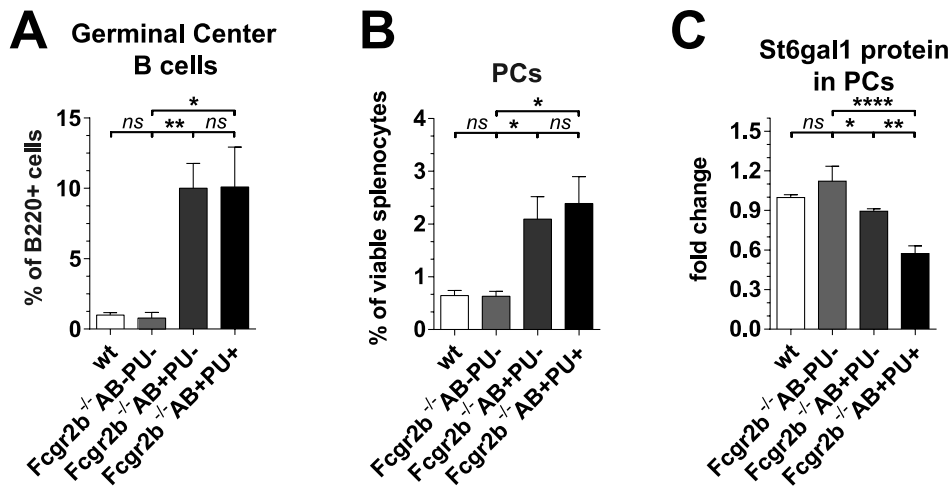 A
Germinal Center
B cells
*
ns
**
ns
15
10
5
0
% of B220+ cells
wt
Fcgr2b-/-AB-PU-
Fcgr2b-/-AB+PU-
Fcgr2b-/-AB+PU+
B
PCs
*
ns
*
ns
4
3
2
1
0
% of viable splenocytes
wt
Fcgr2b-/-AB-PU-
Fcgr2b-/-AB+PU-
Fcgr2b-/-AB+PU+
C
St6gal1 protein
in PCs
****
ns
*
**
1.5
1.2
0.9
0.6
0.3
0.0
fold change
wt
Fcgr2b-/-AB-PU-
Fcgr2b-/-AB+PU-
Fcgr2b-/-AB+PU+